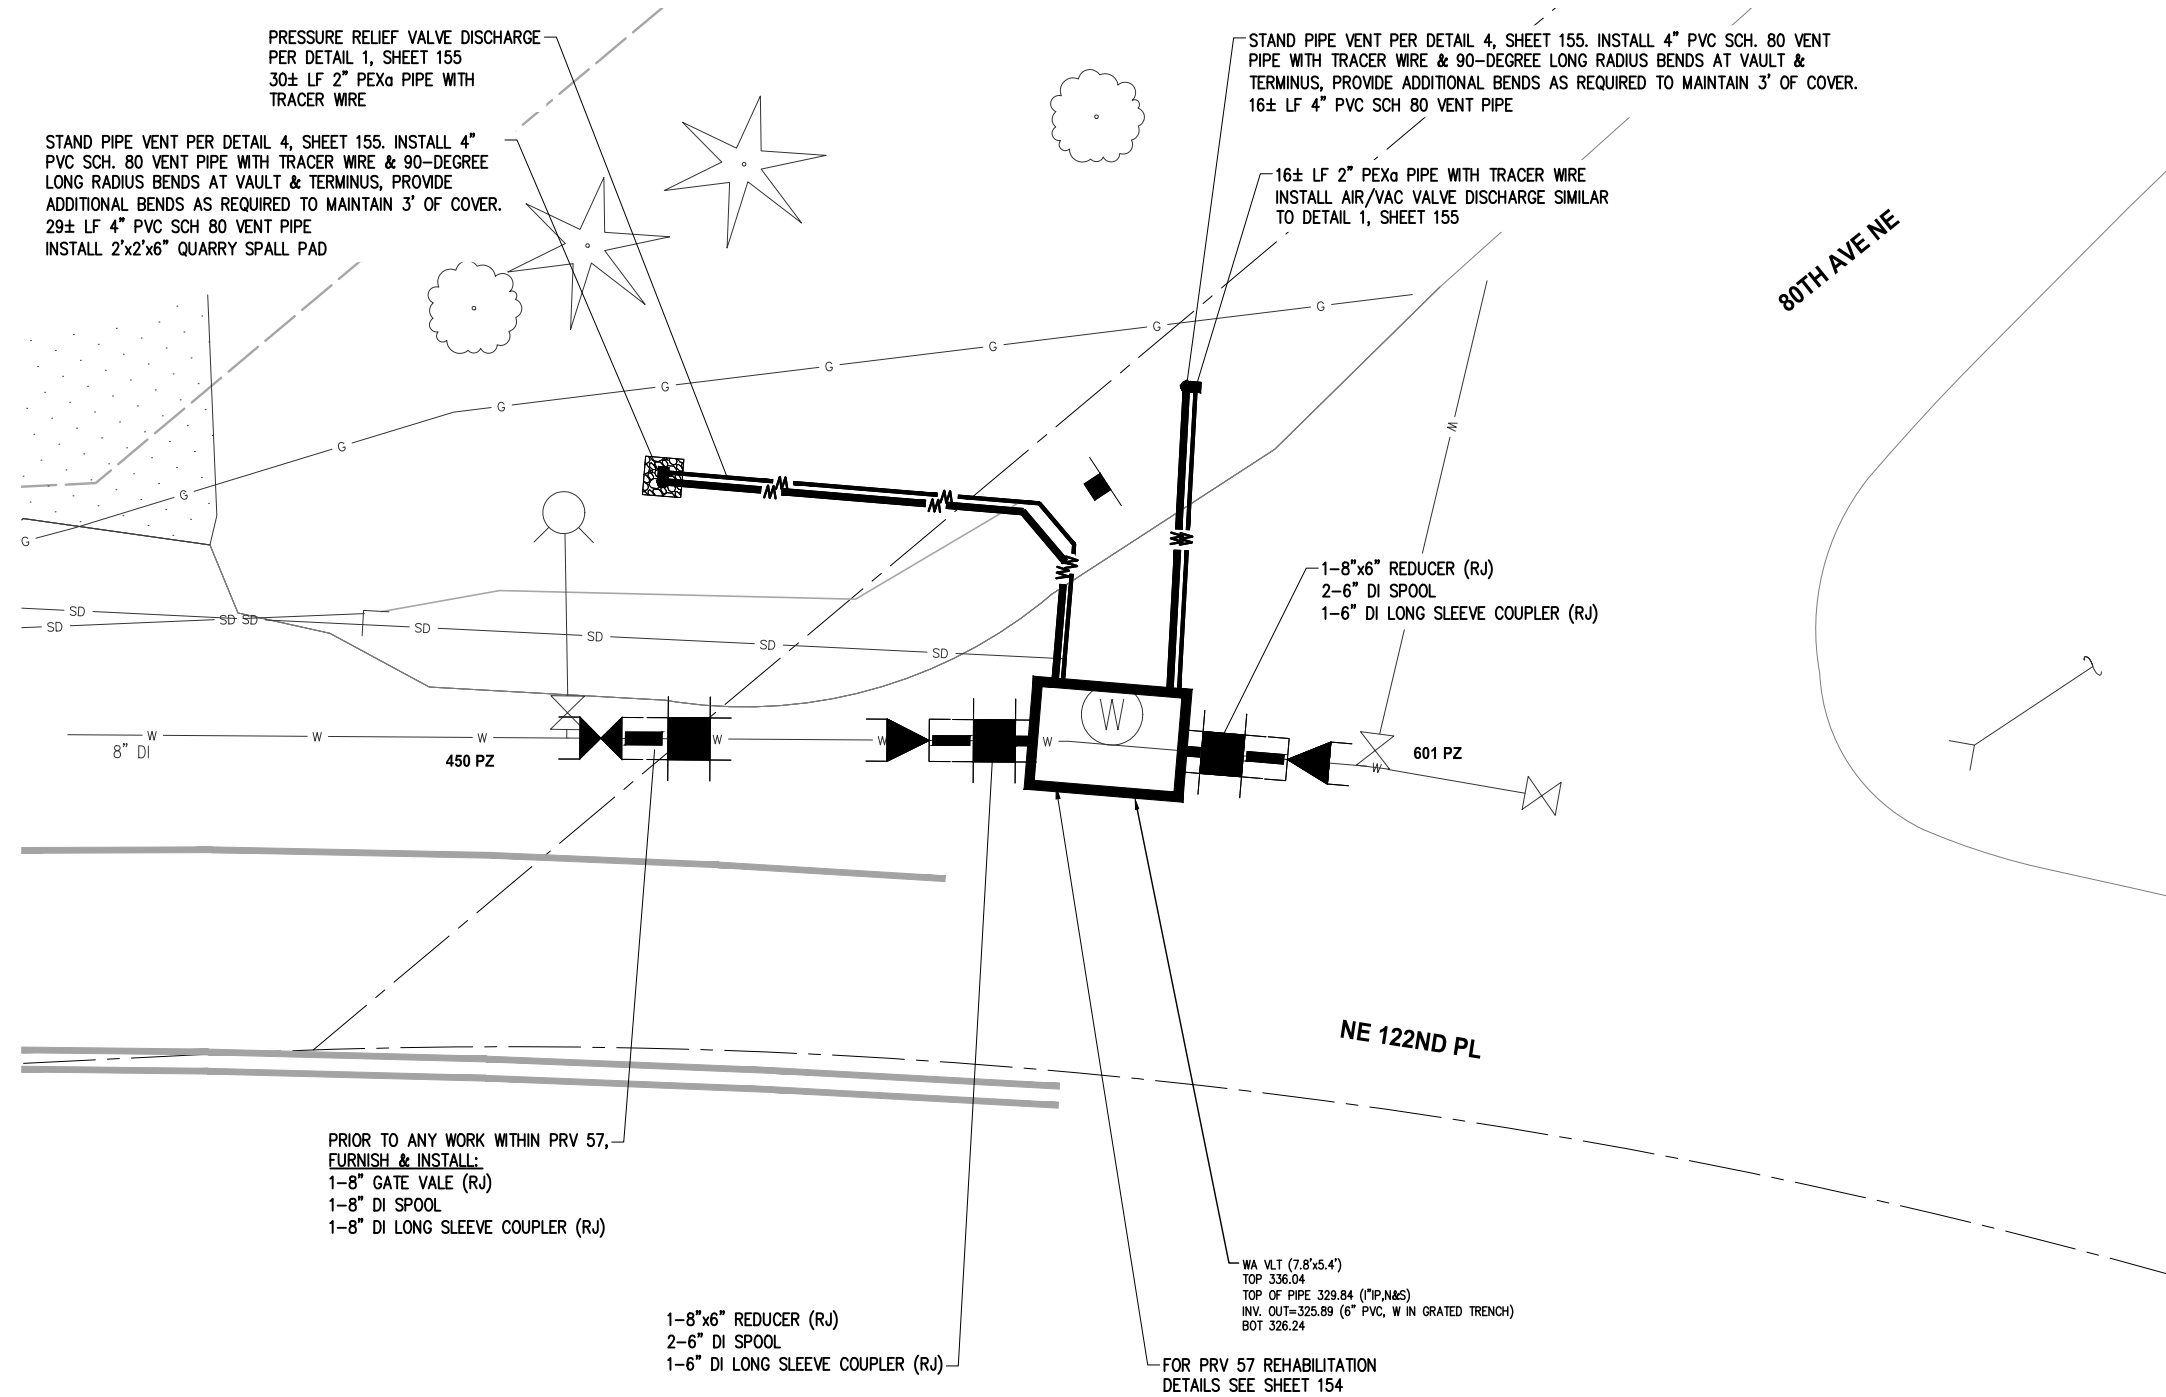 PRESSURE RELIEF VALVE DISCHARGE
PER DETAIL 1, SHEET 155
30± LF 2" PEXa PIPE WITH
TRACER WIRE
STAND PIPE VENT PER DETAIL 4, SHEET 155. INSTALL 4"
PVC SCH. 80 VENT PIPE WITH TRACER WIRE & 90-DEGREE
LONG RADIUS BENDS AT VAULT & TERMINUS, PROVIDE
ADDITIONAL BENDS AS REQUIRED TO MAINTAIN 3' OF COVER.
29± LF 4" PVC SCH 80 VENT PIPE
INSTALL 2'x2'x6" QUARRY SPALL PAD
STAND PIPE VENT PER DETAIL 4, SHEET 155. INSTALL 4" PVC SCH. 80 VENT
PIPE WITH TRACER WIRE & 90-DEGREE LONG RADIUS BENDS AT VAULT &
TERMINUS, PROVIDE ADDITIONAL BENDS AS REQUIRED TO MAINTAIN 3' OF COVER.
16± LF 4" PVC SCH 80 VENT PIPE
16± LF 2" PEXa PIPE WITH TRACER WIRE
INSTALL AIR/VAC VALVE DISCHARGE SIMILAR
TO DETAIL 1, SHEET 155
80TH AVE NE
G
G
G
G
G
G
G
G
G
W
1-8"x6" REDUCER (RJ)
2-6" DI SPOOL
1-6" DI LONG SLEEVE COUPLER (RJ)
SD
SD
SD SD
SD
SD
SD
SD
W
W
W
W
W
W
W
W
8" DI
450 PZ
601 PZ
NE 122ND PL
PRIOR TO ANY WORK WITHIN PRV 57,
FURNISH & INSTALL:
1-8" GATE VALE (RJ)
1-8" DI SPOOL
1-8" DI LONG SLEEVE COUPLER (RJ)
WA VLT (7.8'x5.4')
TOP 336.04
TOP OF PIPE 329.84 (1"IP,N&S)
INV. OUT=325.89 (6" PVC, W IN GRATED TRENCH)
BOT 326.24
1-8"x6" REDUCER (RJ)
2-6" DI SPOOL
1-6" DI LONG SLEEVE COUPLER (RJ)
FOR PRV 57 REHABILITATION
DETAILS SEE SHEET 154